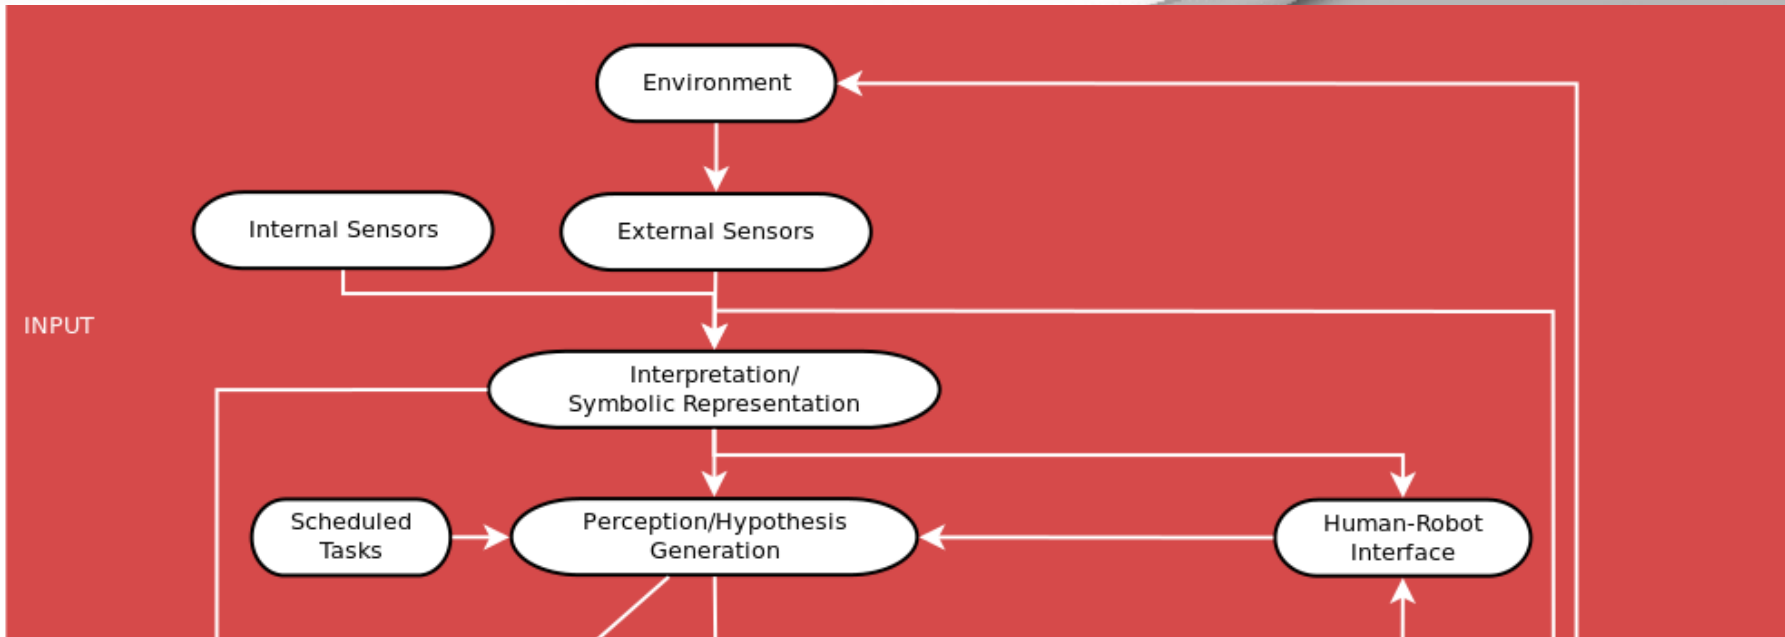 Environment
Internal Sensors
External Sensors
INPUT
Interpretation/
Symbolic Representation
Scheduled
Tasks
Perception/Hypothesis
Generation
Human-Robot
Interface